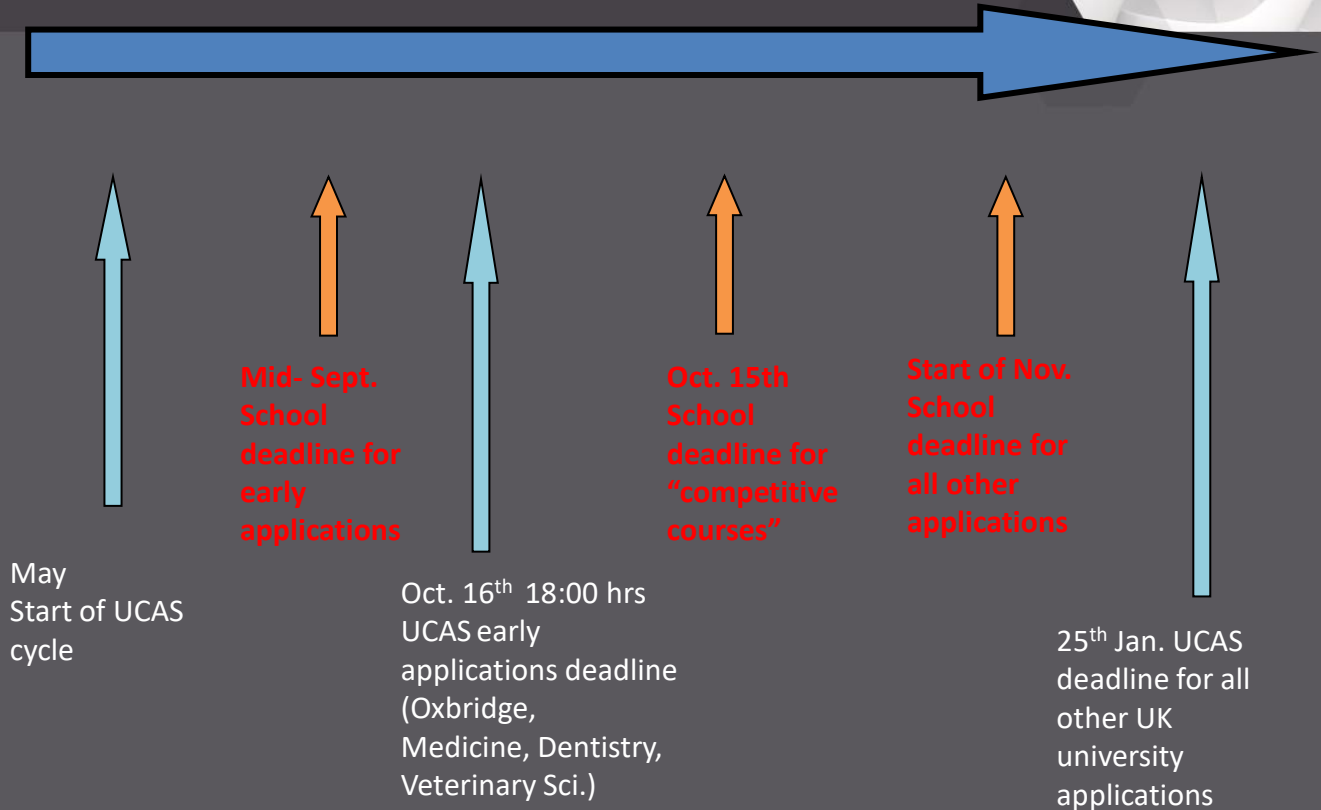 May
Start of UCAS
cycle
Mid- Sept.
School
deadline for
early
applications
Oct. 16th 18:00 hrs
UCAS early
applications deadline
(Oxbridge,
Medicine, Dentistry,
Veterinary Sci.)
Oct. 15th
School
deadline for
“competitive
courses”
Start of Nov.
School
deadline for
all other
applications
25th Jan. UCAS
deadline for all
other UK
university
applications